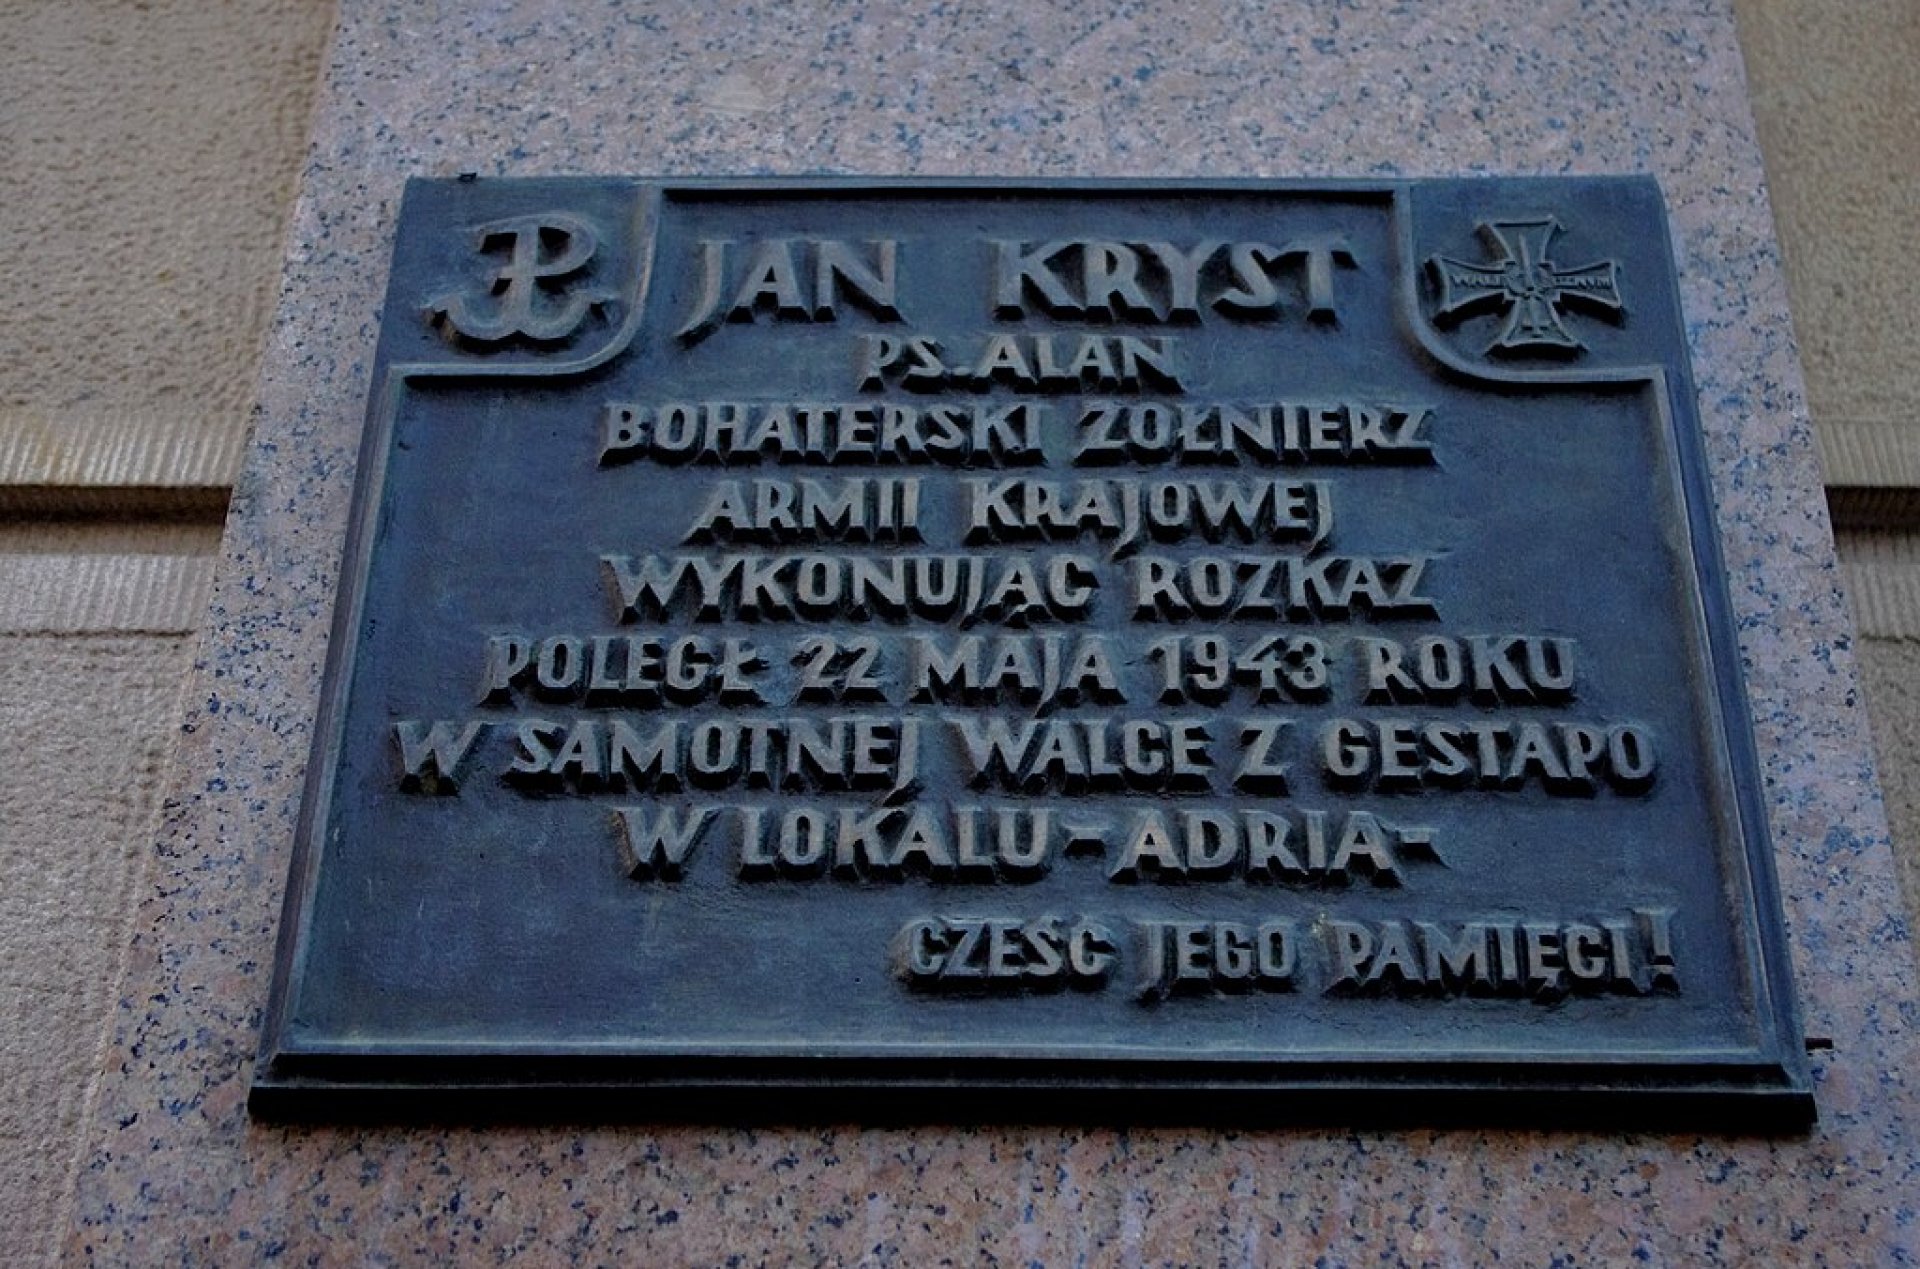 JAN KRYST
PS. ALAN
BOHATERSKI ŻOŁNIERZ
ARMII KRAJOWEJ
WYKONUJĄC ROZKAZ
POLEGŁ 22 MAJA 1943 ROKU
W SAMOTNEJ WALCE Z GESTAPO
W LOKALU - ADRIA -
CZEŚĆ JEGO PAMIĘCI!